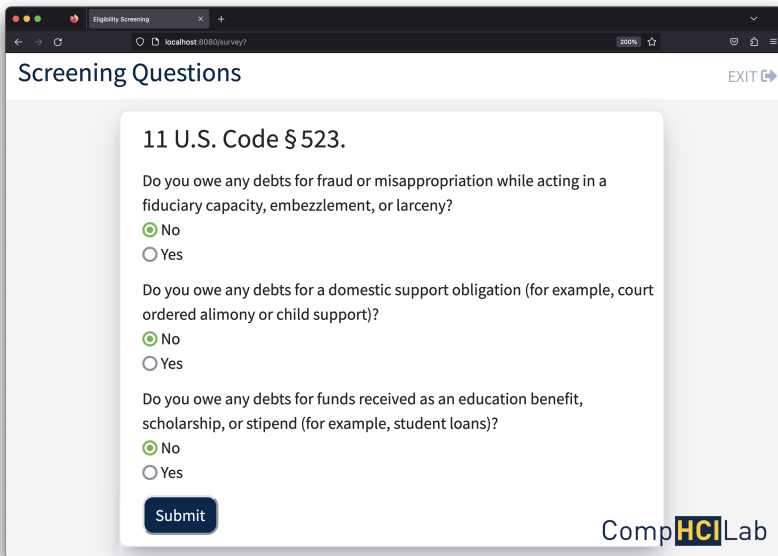 Eligibility Screening
localhost:8080/survey?
200%
Screening Questions
EXIT
11 U.S. Code § 523.
Do you owe any debts for fraud or misappropriation while acting in a
fiduciary capacity, embezzlement, or larceny?
No
Yes
Do you owe any debts for a domestic support obligation (for example, court
ordered alimony or child support)?
No
Yes
Do you owe any debts for funds received as an education benefit,
scholarship, or stipend (for example, student loans)?
No
Yes
Submit
CompHCILab